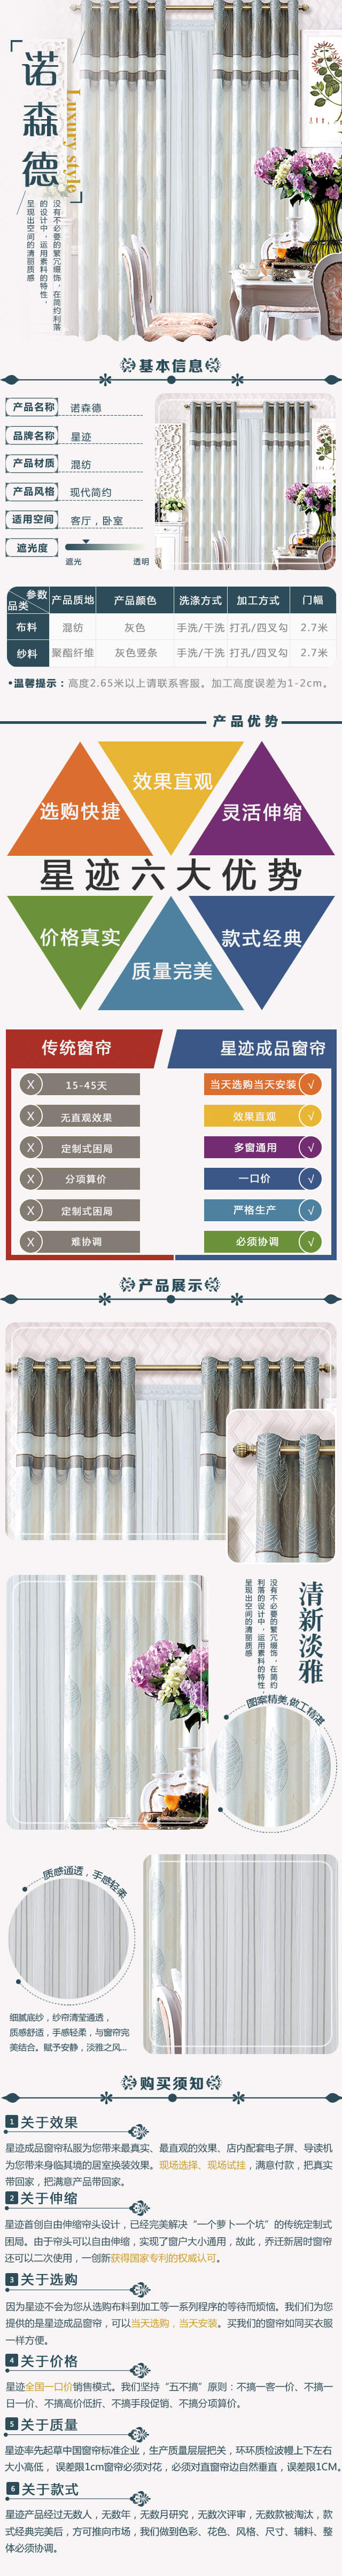 诺森德
Luxury style
没有不必要的繁冗缀饰，在简约利落
的设计中，运用素料的特性，
呈现出空间的清丽质感
基本信息
产品名称 诺森德
品牌名称 星迹
产品材质 混纺
产品风格 现代简约
适用空间 客厅，卧室
遮光度
遮光 透明
参数 品类 产品质地 产品颜色 洗涤方式 加工方式 门幅
布料 混纺 灰色 手洗/干洗 打孔/四叉勾 2.7米
纱料 聚酯纤维 灰色竖条 手洗/干洗 打孔/四叉勾 2.7米
•温馨提示：高度2.65米以上请联系客服。加工高度误差为1-2cm。
产品优势
选购快捷 效果直观 灵活伸缩
星迹六大优势
价格真实 质量完美 款式经典
传统窗帘 星迹成品窗帘
X 15-45天 当天选购当天安装 √
X 无直观效果 效果直观 √
X 定制式困局 多窗通用 √
X 分项算价 一口价 √
X 定制式困局 严格生产 √
X 难协调 必须协调 √
产品展示
清新淡雅
没有不必要的繁冗缀饰，在简约
利落的设计中，运用素料的特性，
呈现出空间的清丽质感
图案精美,做工精湛
质感通透，手感轻柔
细腻底纱，纱帘清莹通透，
质感舒适，手感轻柔，与窗帘完
美结合。赋予安静，淡雅之风...
购买须知
1 关于效果
星迹成品窗帘私服为您带来最真实、最直观的效果、店内配套电子屏、导读机
为您带来身临其境的居室换装效果。现场选择、现场试挂，满意付款，把真实
带回家，把满意产品带回家。
2 关于伸缩
星迹首创自由伸缩帘头设计，已经完美解决“一个萝卜一个坑”的传统定制式
困局。由于帘头可以自由伸缩，实现了窗户大小通用，故此，乔迁新居时窗帘
还可以二次使用，一创新获得国家专利的权威认可。
3 关于选购
因为星迹不会为您从选购布料到加工等一系列程序的等待而烦恼。我们们为您
提供的是星迹成品窗帘，可以当天选购，当天安装。买我们的窗帘如同买衣服
一样方便。
4 关于价格
星迹全国一口价销售模式。我们坚持“五不搞”原则：不搞一客一价、不搞一
日一价、不搞高价低折、不搞手段促销、不搞分项算价。
5 关于质量
星迹率先起草中国窗帘标准企业，生产质量层层把关，环环质检波幔上下左右
大小高低，误差限1cm窗帘必须对花，必须对直窗帘边自然垂直，误差限1CM。
6 关于款式
星迹产品经过无数人，无数年，无数月研究，无数次评审，无数款被淘汰，款
式经典完美后，方可推向市场，我们做到色彩、花色、风格、尺寸、辅料、整
体必须协调。